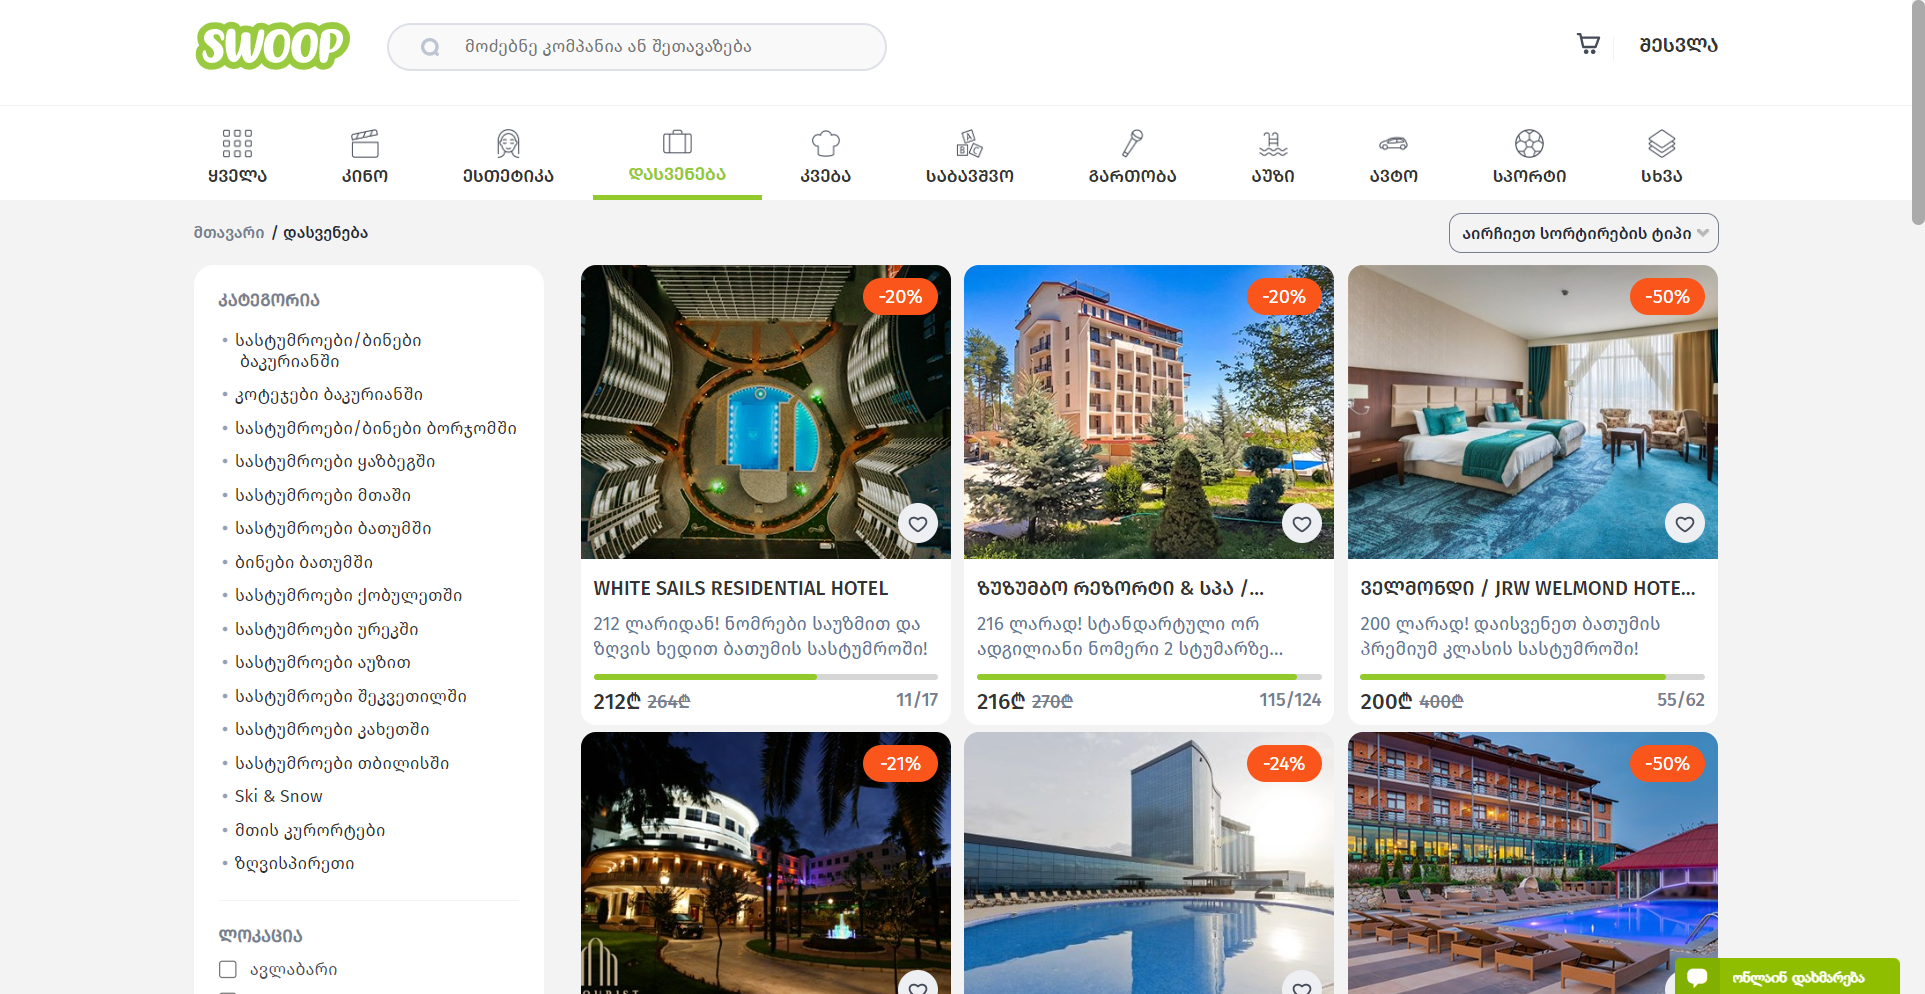 SWOOP
მოძებნე კომპანია ან შეთავაზება
ᲨᲔᲡᲕᲚᲐ
ᲧᲕᲔᲚᲐ
ᲙᲘᲜᲝ
ᲔᲡᲗᲔᲢᲘᲙᲐ
ᲓᲐᲡᲕᲔᲜᲔᲑᲐ
ᲙᲕᲔᲑᲐ
A
B C
ᲡᲐᲑᲐᲕᲨᲕᲝ
ᲒᲐᲠᲗᲝᲑᲐ
ᲐᲣᲖᲘ
ᲐᲕᲢᲝ
ᲡᲞᲝᲠᲢᲘ
ᲡᲮᲕᲐ
მთავარი / დასვენება
აირჩიეთ სორტირების ტიპი
ᲙᲐᲢᲔᲒᲝᲠᲘᲐ
• სასტუმროები/ბინები
ბაკურიანში
• კოტეჯები ბაკურიანში
• სასტუმროები/ბინები ბორჯომში
• სასტუმროები ყაზბეგში
• სასტუმროები მთაში
• სასტუმროები ბათუმში
• ბინები ბათუმში
• სასტუმროები ქობულეთში
• სასტუმროები ურეკში
• სასტუმროები აუზით
• სასტუმროები შეკვეთილში
• სასტუმროები კახეთში
• სასტუმროები თბილისში
• Ski & Snow
• მთის კურორტები
• ზღვისპირეთი
ᲚᲝᲙᲐᲪᲘᲐ
ავლაბარი
-20%
WHITE SAILS RESIDENTIAL HOTEL
212 ლარიდან! ნომრები საუზმით და
ზღვის ხედით ბათუმის სასტუმროში!
212₾ 264₾ 11/17
-20%
ᲖᲣᲖᲣᲛᲑᲝ ᲠᲔᲖᲝᲠᲢᲘ & ᲡᲞᲐ /...
216 ლარად! სტანდარტული ორ
ადგილიანი ნომერი 2 სტუმარზე...
216₾ 270₾ 115/124
-50%
ᲕᲔᲚᲛᲝᲜᲓᲘ / JRW WELMOND HOTE...
200 ლარად! დაისვენეთ ბათუმის
პრემიუმ კლასის სასტუმროში!
200₾ 400₾ 55/62
-21%
-24%
-50%
ონლაინ დახმარება